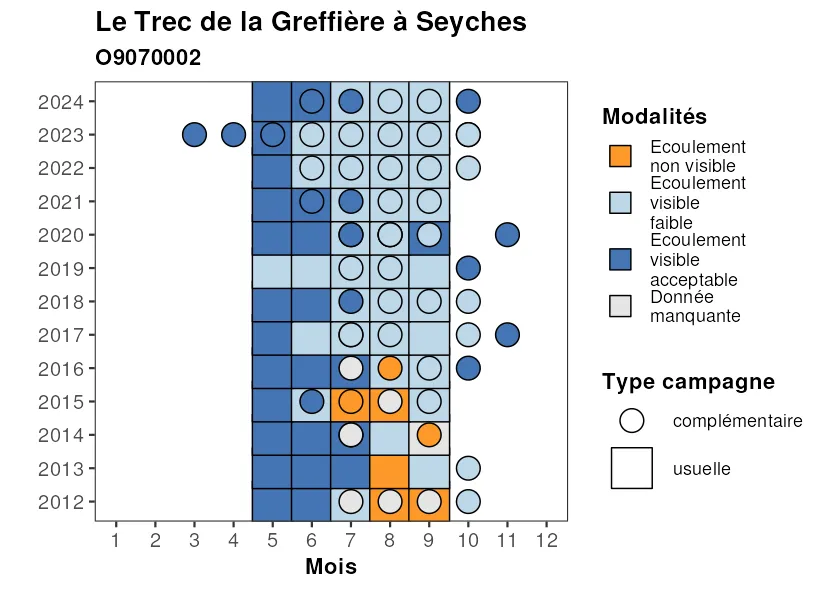 Le Trec de la Greffière à Seyches
O9070002
2024
2023
2022
2021
2020
2019
2018
2017
2016
2015
2014
2013
2012
1 2 3 4 5 6 7 8 9 10 11 12
Mois
Modalités
Ecoulement
non visible
Ecoulement
visible
faible
Ecoulement
visible
acceptable
Donnée
manquante
Type campagne
complémentaire
usuelle